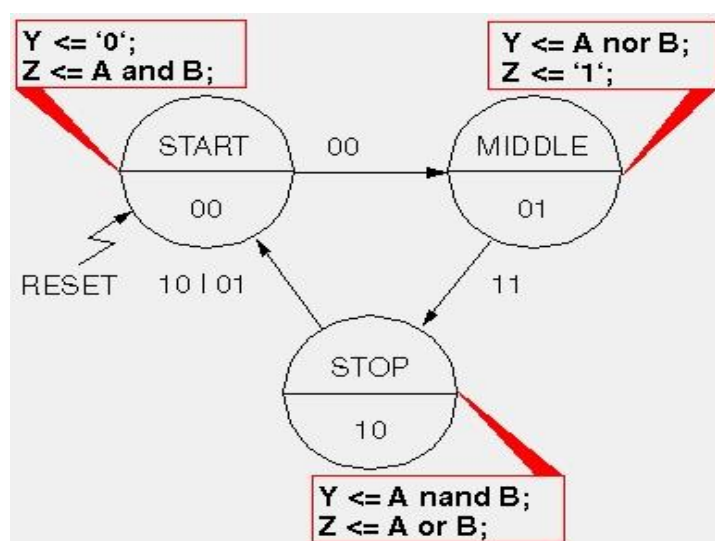 Y <= ‘0‘;
Z <= A and B;
Y <= A nor B;
Z <= ‘1‘;
START
00
MIDDLE
00
01
RESET
10 | 01
11
STOP
10
Y <= A nand B;
Z <= A or B;